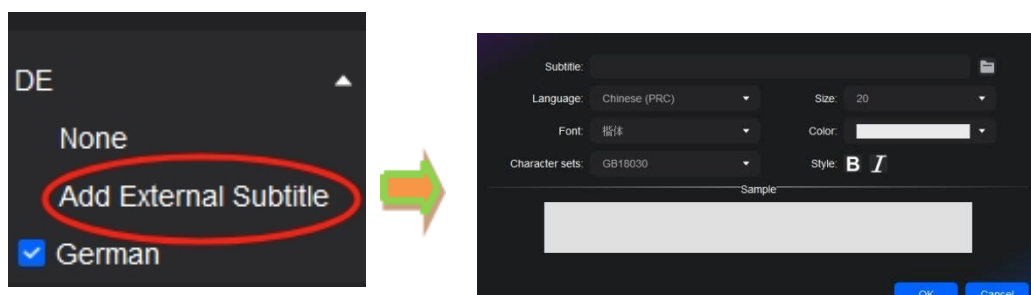 DE
None
Add External Subtitle
German
Subtitle:
Language: Chinese (PRC) Size: 20
Font: 楷体 Color:
Character sets: GB18030 Style: B I
Sample
OK Cancel